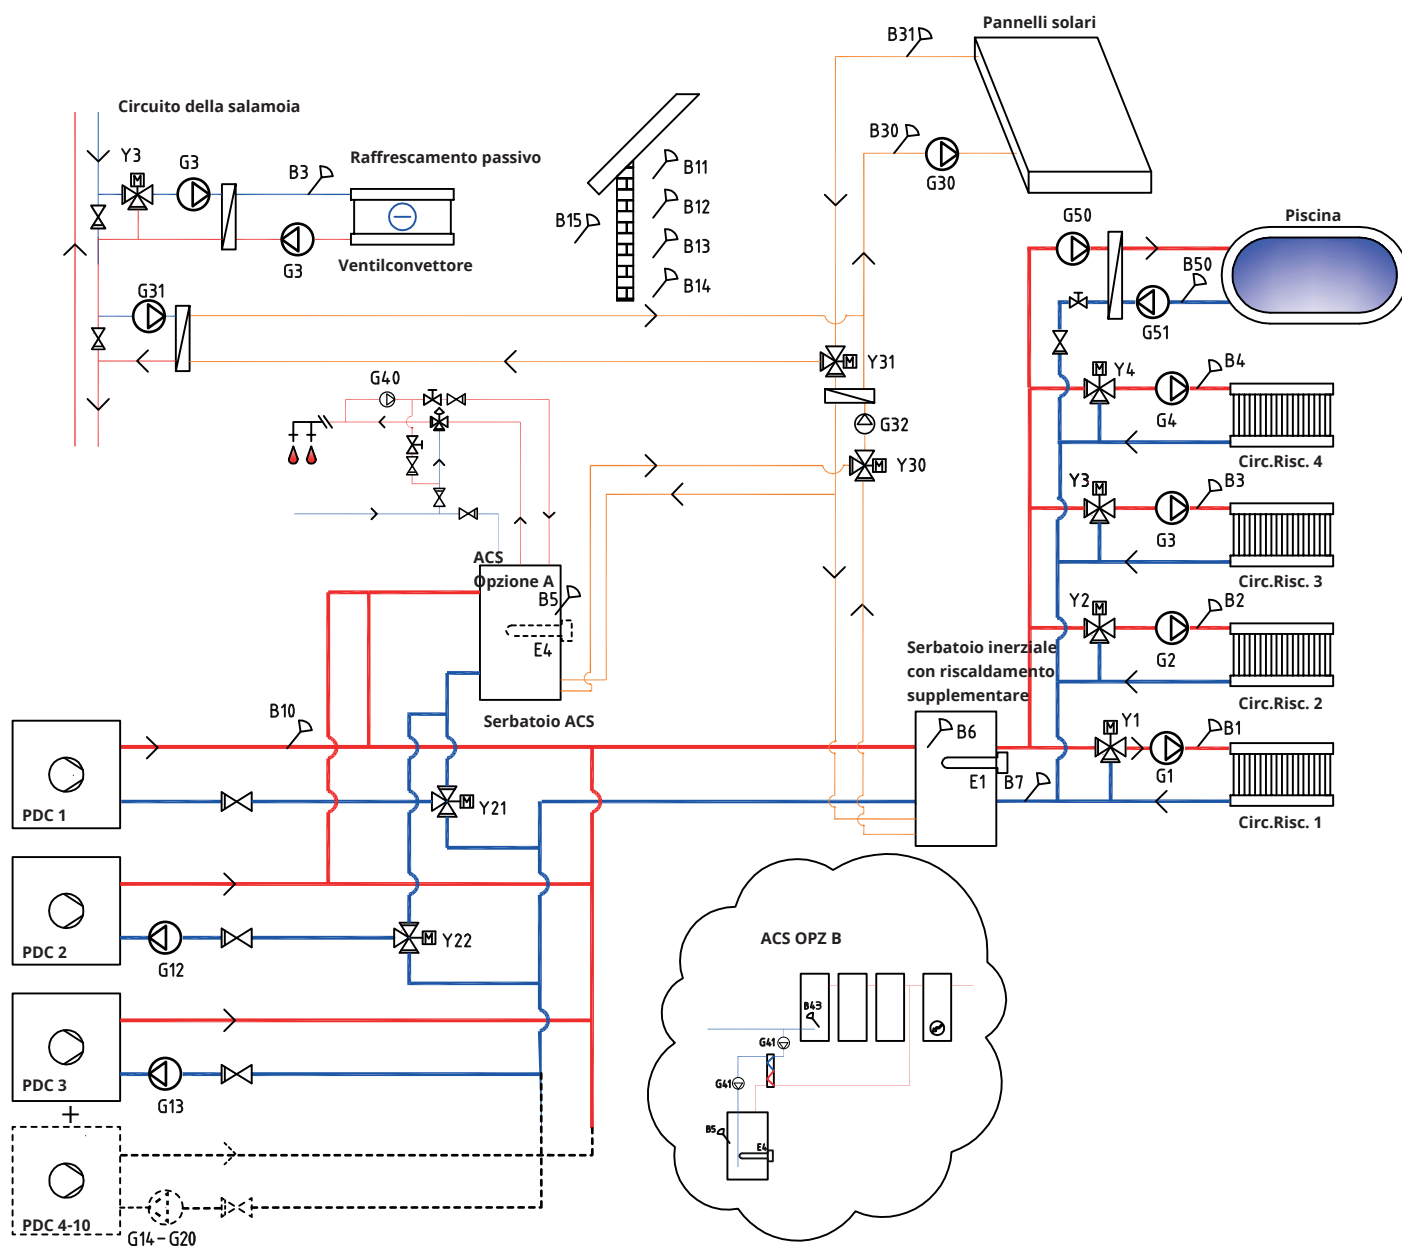 Pannelli solari
B31
Circuito della salamoia
B30
G30
Y3
G3
B3
Raffrescamento passivo
B11
B12
B13
B14
B15
G3
Ventilconvettore
G50
Piscina
B50
G51
G31
Y31
G40
G32
Y30
Y4
B4
G4
Circ.Risc. 4
Y3
B3
G3
Circ.Risc. 3
Y2
B2
G2
Circ.Risc. 2
ACS
Opzione A
B5
E4
Serbatoio ACS
Serbatoio inerziale
con riscaldamento
supplementare
B6
E1
B7
Y1
B1
G1
Circ.Risc. 1
B10
PDC 1
Y21
PDC 2
G12
Y22
PDC 3
G13
+
PDC 4-10
G14-G20
ACS OPZ B
B43
G41
G41
B5
E4
M
M
M
M
M
M
M
M
M